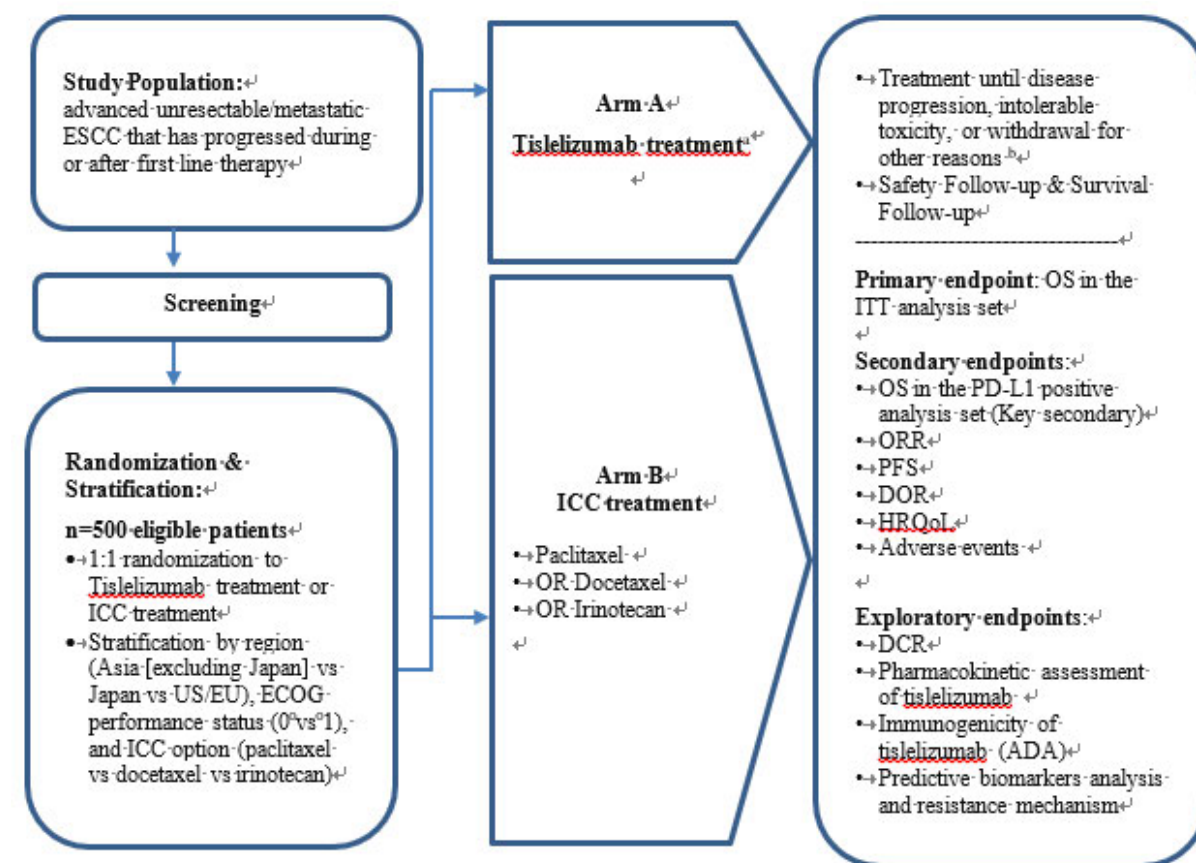 Study Population:
advanced unresectable/metastatic
ESCC that has progressed during
or after first line therapy
Screening
Randomization &
Stratification:
n=500 eligible patients
• 1:1 randomization to
Tislelizumab treatment or
ICC treatment
• Stratification by region
(Asia [excluding Japan] vs
Japan vs US/EU), ECOG
performance status (0 vs 1),
and ICC option (paclitaxel
vs docetaxel vs irinotecan)
Arm A
Tislelizumab treatment a
Arm B
ICC treatment
• Paclitaxel
• OR Docetaxel
• OR Irinotecan
• Treatment until disease
progression, intolerable
toxicity, or withdrawal for
other reasons b
• Safety Follow-up & Survival
Follow-up
----------------------------------
Primary endpoint: OS in the
ITT analysis set
Secondary endpoints:
• OS in the PD-L1 positive
analysis set (Key secondary)
• ORR
• PFS
• DOR
• HRQoL
• Adverse events
Exploratory endpoints:
• DCR
• Pharmacokinetic assessment
of tislelizumab
• Immunogenicity of
tislelizumab (ADA)
• Predictive biomarkers analysis
and resistance mechanism